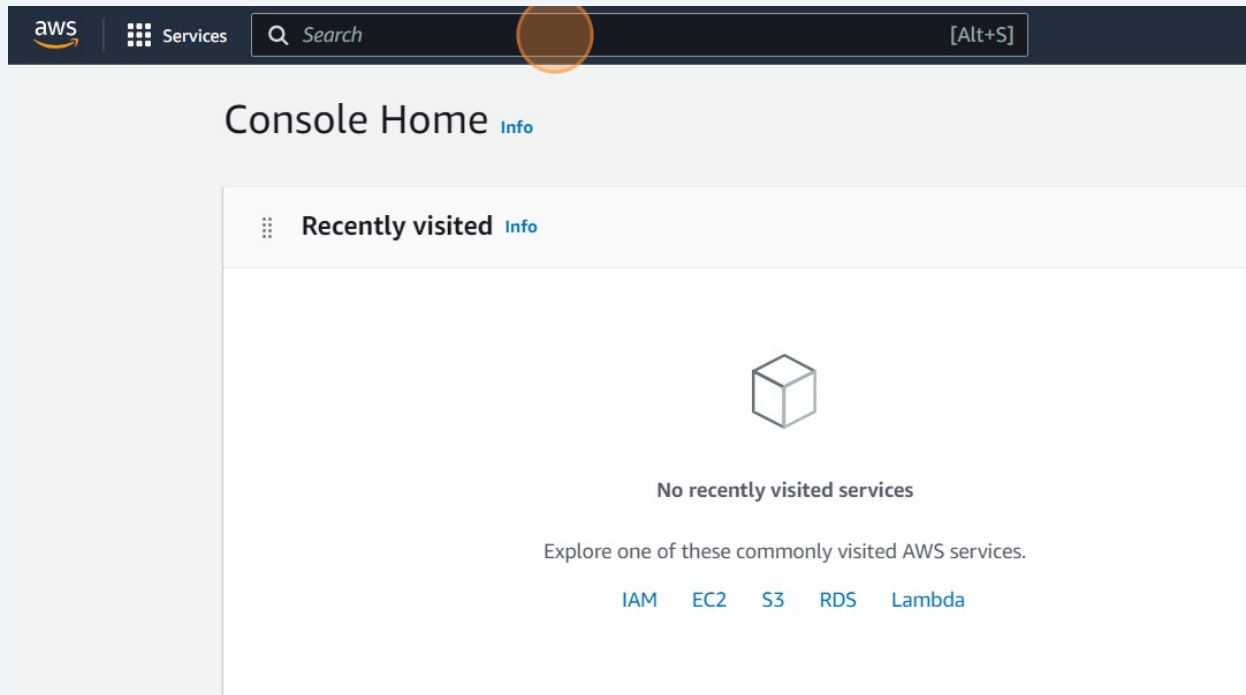 aws Services Search [Alt+S]
Console Home Info
Recently visited Info
No recently visited services
Explore one of these commonly visited AWS services.
IAM EC2 S3 RDS Lambda